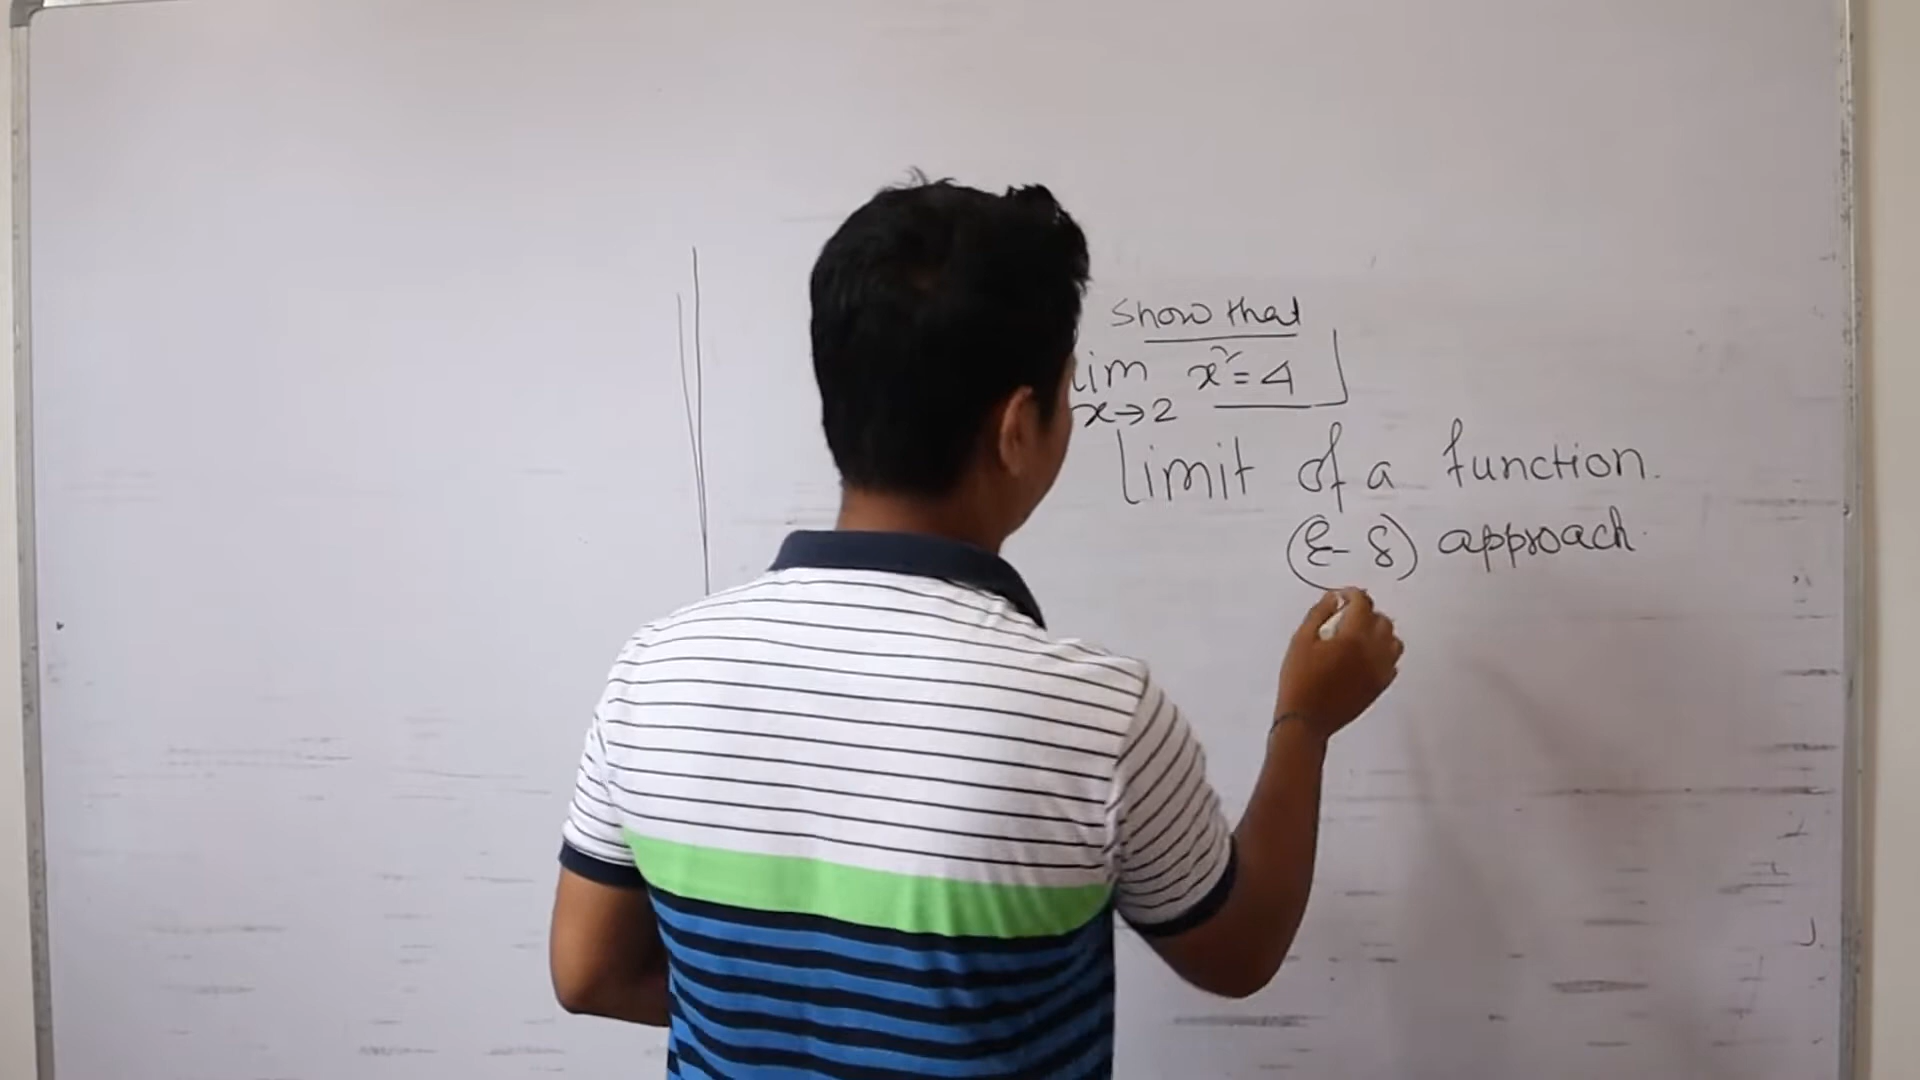 Show that
lim x² = 4
x→2
Limit of a function.
(ε - δ) approach.